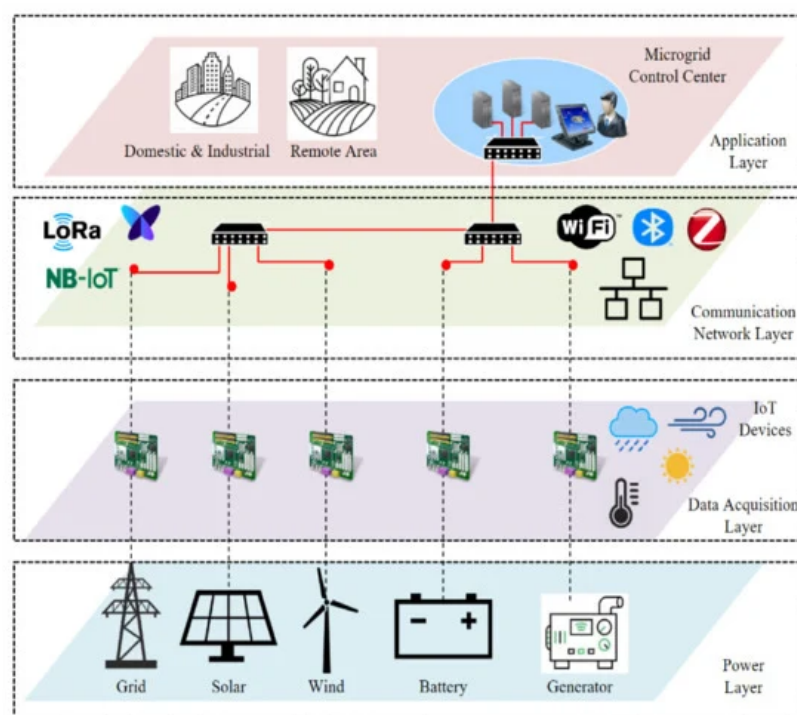 Microgrid
Control Center
Domestic & Industrial
Remote Area
Application
Layer
LoRa
WiFi™
NB-IoT
Communication
Network Layer
IoT
Devices
Data Acquisition
Layer
Grid
Solar
Wind
Battery
Generator
Power
Layer